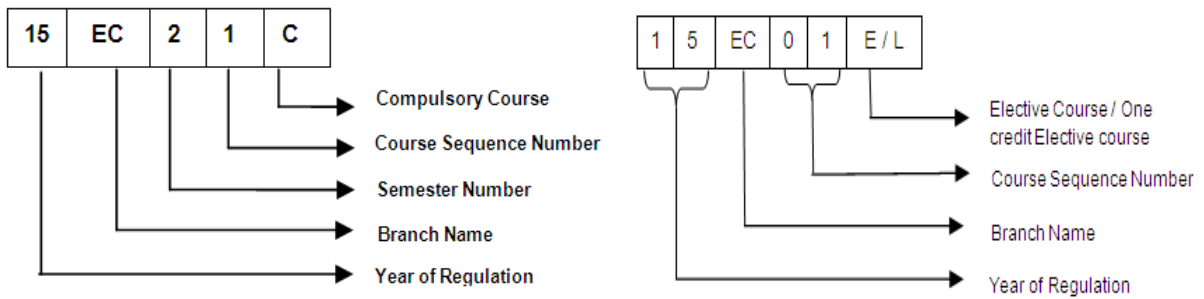 15 EC 2 1 C
Compulsory Course
Course Sequence Number
Semester Number
Branch Name
Year of Regulation
1 5 EC 0 1 E / L
Elective Course / One
credit Elective course
Course Sequence Number
Branch Name
Year of Regulation